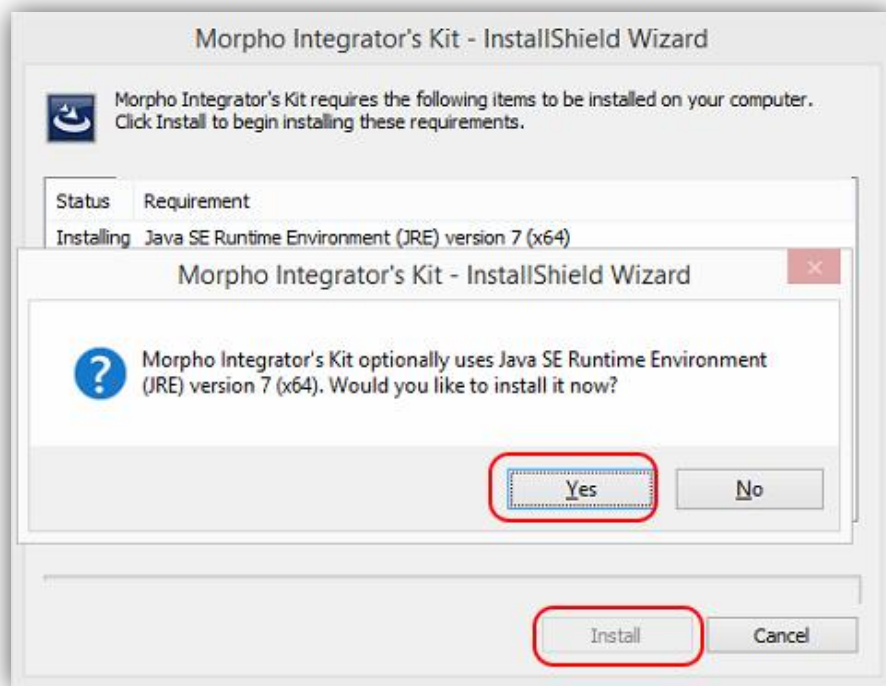 Morpho Integrator's Kit - InstallShield Wizard
Morpho Integrator's Kit requires the following items to be installed on your computer.
Click Install to begin installing these requirements.
Status Requirement
Installing Java SE Runtime Environment (JRE) version 7 (x64)
Morpho Integrator's Kit - InstallShield Wizard
Morpho Integrator's Kit optionally uses Java SE Runtime Environment
(JRE) version 7 (x64). Would you like to install it now?
Yes No
Install Cancel